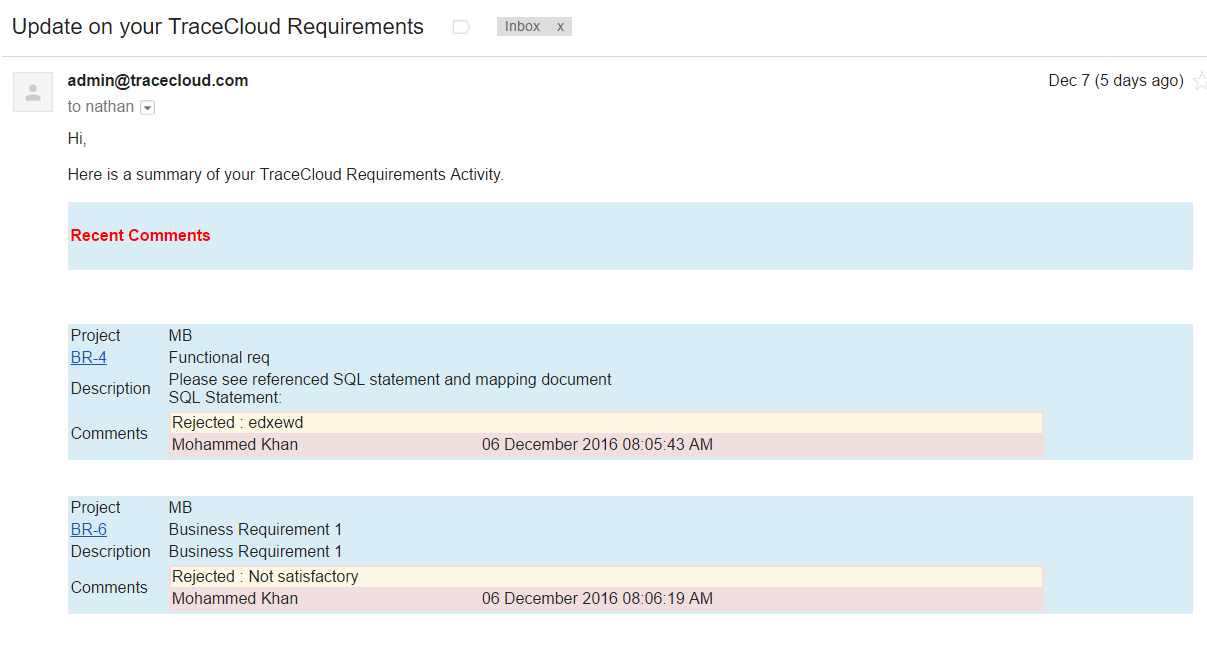 Update on your TraceCloud Requirements Inbox x
admin@tracecloud.com Dec 7 (5 days ago)
to nathan
Hi,
Here is a summary of your TraceCloud Requirements Activity.
Recent Comments
Project MB
BR-4 Functional req
Description Please see referenced SQL statement and mapping document
SQL Statement:
Comments Rejected : edxewd
Mohammed Khan 06 December 2016 08:05:43 AM
Project MB
BR-6 Business Requirement 1
Description Business Requirement 1
Comments Rejected : Not satisfactory
Mohammed Khan 06 December 2016 08:06:19 AM